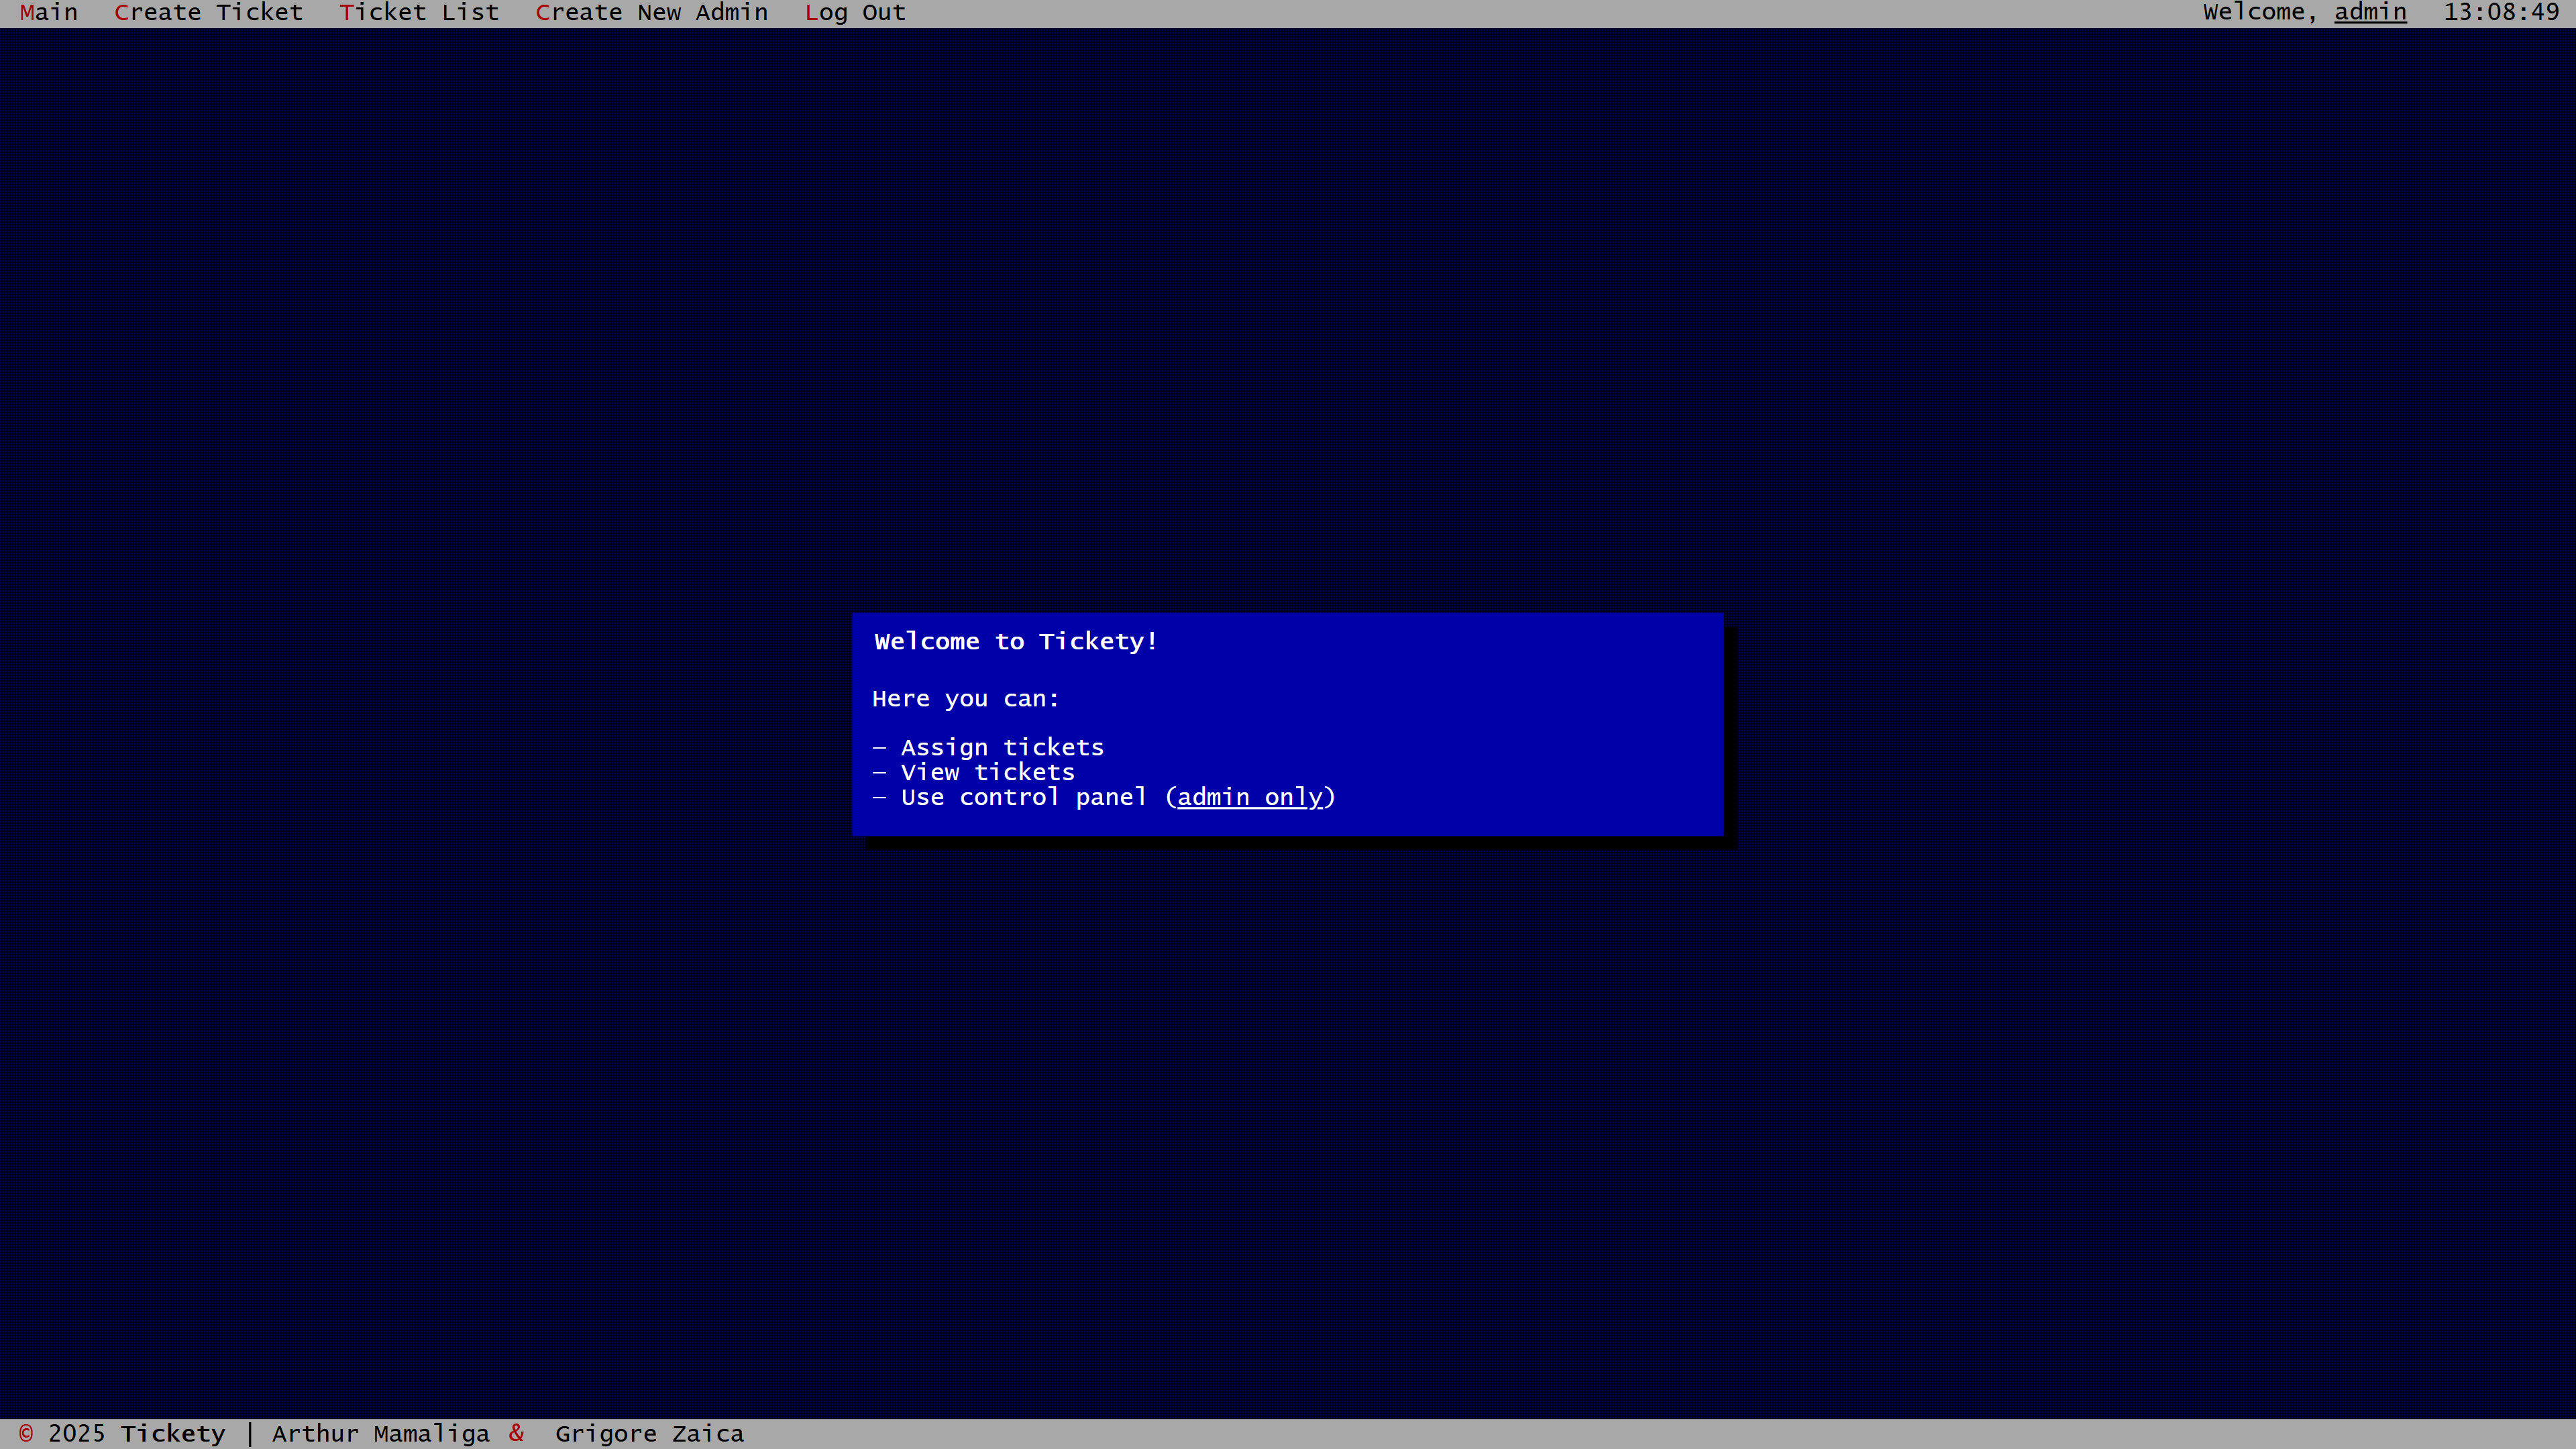 Main Create Ticket Ticket List Create New Admin Log Out Welcome, admin 13:08:49
Welcome to Tickety!
Here you can:
— Assign tickets
— View tickets
— Use control panel (admin only)
© 2025 Tickety | Arthur Mamaliga & Grigore Zaica